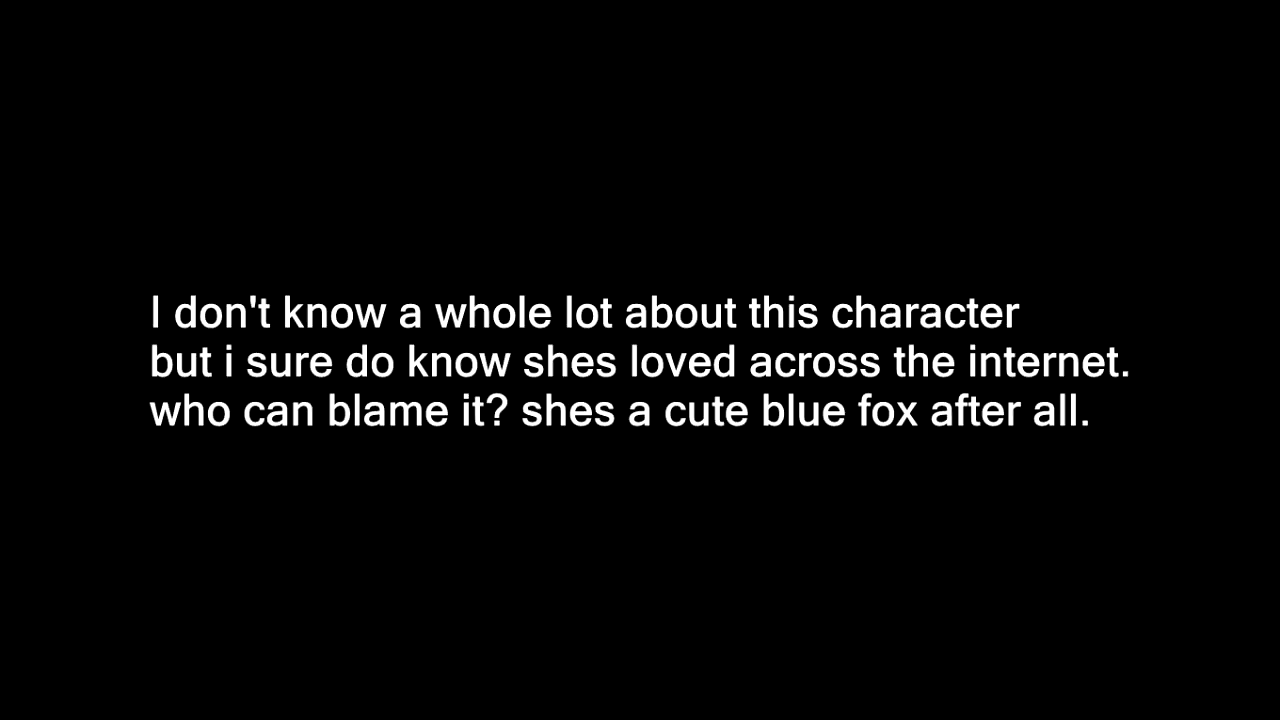 I don't know a whole lot about this character
but i sure do know shes loved across the internet.
who can blame it? shes a cute blue fox after all.